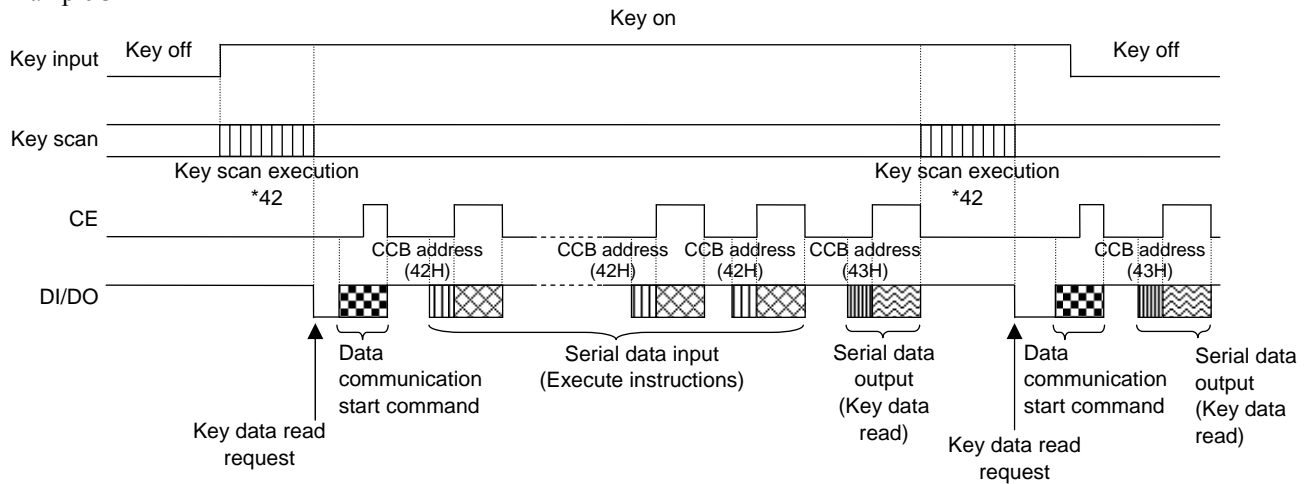 Key on
Key input
Key off
Key off
Key scan
Key scan execution
*42
Key scan execution
*42
CE
CCB address
(42H)
CCB address
(42H)
CCB address
(42H)
CCB address
(43H)
CCB address
(43H)
DI/DO
Data
communication
start command
Serial data input
(Execute instructions)
Serial data
output
(Key data
read)
Data
communication
start command
Serial data
output
(Key data
read)
Key data read
request
Key data read
request